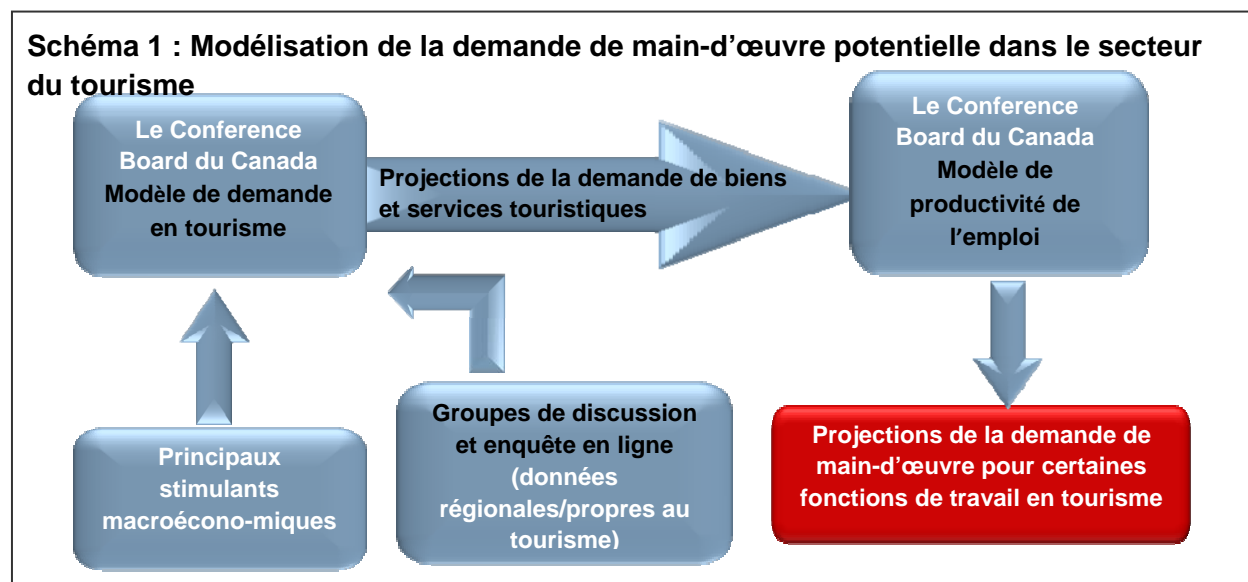 Schéma 1 : Modélisation de la demande de main-d'œuvre potentielle dans le secteur
du tourisme
Le Conference
Board du Canada
Modèle de demande
en tourisme
Projections de la demande de biens
et services touristiques
Le Conference
Board du Canada
Modèle de
productivité de
l'emploi
Principaux
stimulants
macroécono-miques
Groupes de discussion
et enquête en ligne
(données
régionales/propres au
tourisme)
Projections de la demande de
main-d'œuvre pour certaines
fonctions de travail en tourisme